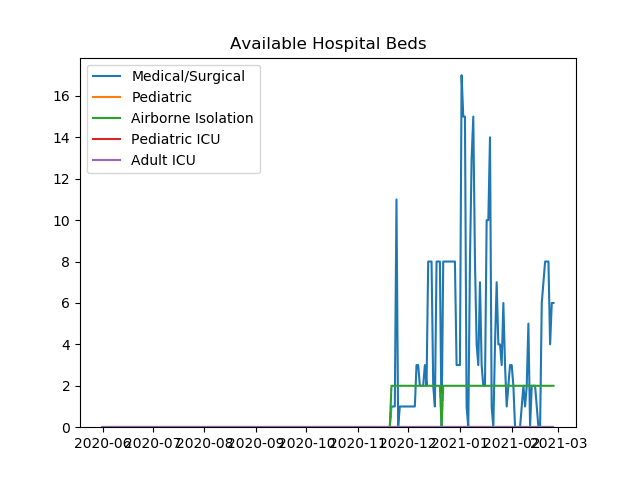 Available Hospital Beds
Medical/Surgical
Pediatric
Airborne Isolation
Pediatric ICU
Adult ICU
16
14
12
10
8
6
4
2
0
2020-06 2020-07 2020-08 2020-09 2020-10 2020-11 2020-12 2021-01 2021-02 2021-03